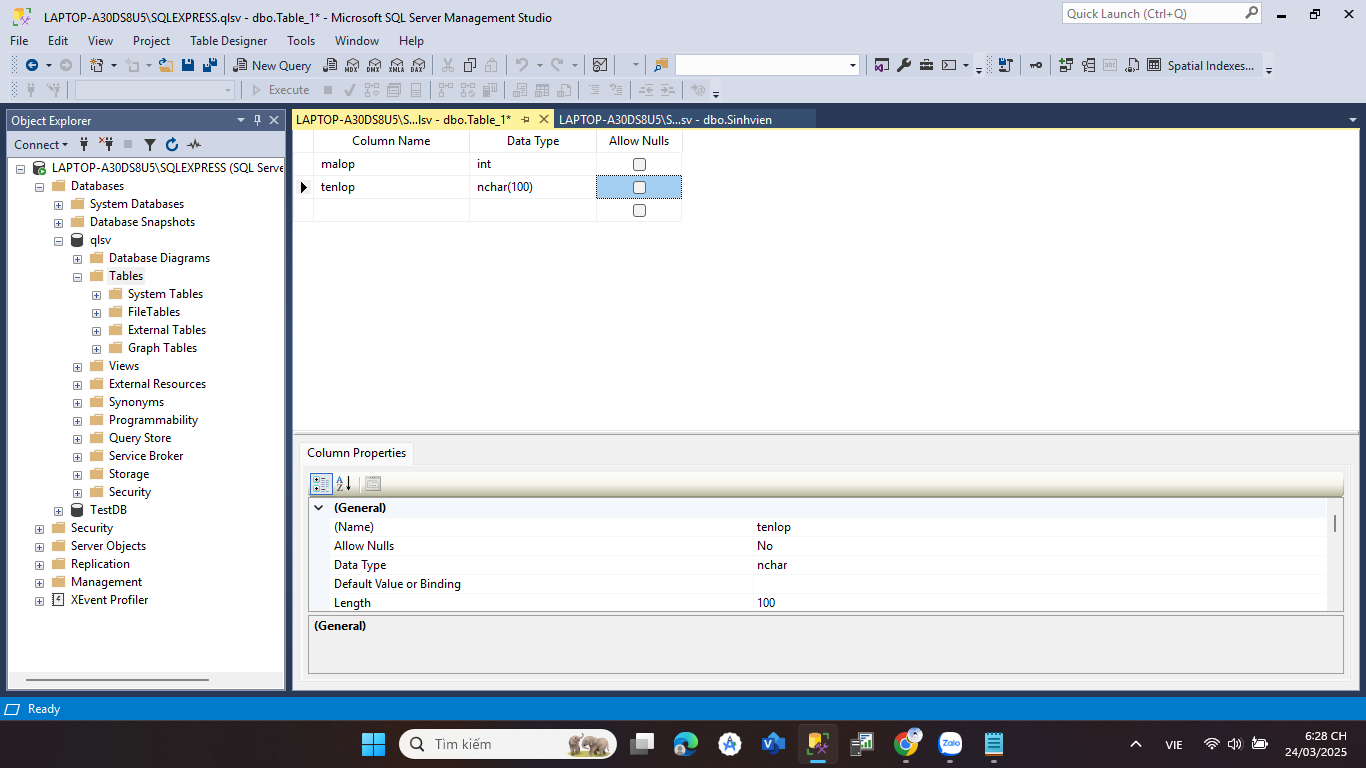 LAPTOP-A30DS8U5\SQLEXPRESS.qlsv - dbo.Table_1* - Microsoft SQL Server Management Studio
Quick Launch (Ctrl+Q)
File Edit View Project Table Designer Tools Window Help
New Query MDX DMX XMLA DAX Spatial Indexes...
Execute
Object Explorer
LAPTOP-A30DS8U5\S...lsv - dbo.Table_1* LAPTOP-A30DS8U5\S...sv - dbo.Sinhvien
Connect
Column Name Data Type Allow Nulls
malop int
tenlop nchar(100)
LAPTOP-A30DS8U5\SQLEXPRESS (SQL Serve
Databases
System Databases
Database Snapshots
qlsv
Database Diagrams
Tables
System Tables
FileTables
External Tables
Graph Tables
Views
External Resources
Synonyms
Programmability
Query Store
Service Broker
Storage
Security
TestDB
Security
Server Objects
Replication
Management
XEvent Profiler
Column Properties
(General)
(Name) tenlop
Allow Nulls No
Data Type nchar
Default Value or Binding
Length 100
(General)
Ready
Tìm kiếm
Zalo
VIE
6:28 CH
24/03/2025